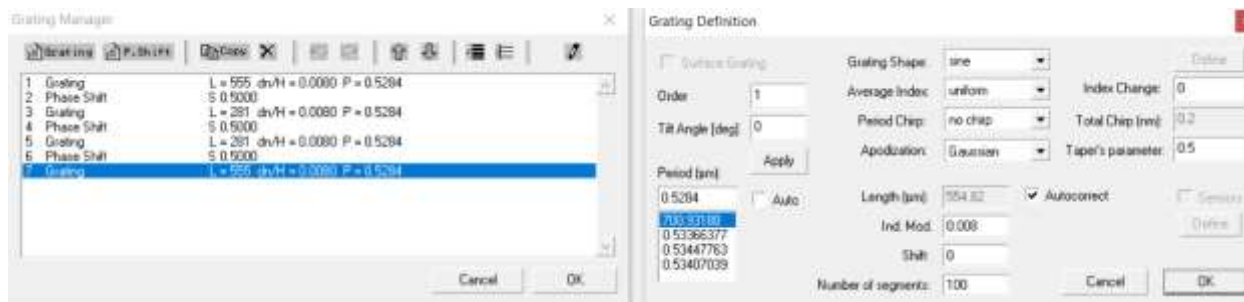 Grating Manager
Grating P.Shift Copy
1 Grating L = 555 dn/H = 0.0080 P = 0.5284
2 Phase Shift S 0.5000
3 Grating L = 281 dn/H = 0.0080 P = 0.5284
4 Phase Shift S 0.5000
5 Grating L = 281 dn/H = 0.0080 P = 0.5284
6 Phase Shift S 0.5000
7 Grating L = 555 dn/H = 0.0080 P = 0.5284
Cancel OK
Grating Definition
Surface Grating
Order 1
Tilt Angle [deg] 0
Apply
Period [µm]
0.5284 Auto
700.93180
0.53366377
0.53447763
0.53407039
Grating Shape: sine Define
Average Index: uniform Index Change: 0
Period Chirp: no chirp Total Chirp [nm]: 0.2
Apodization: Gaussian Taper's parameter: 0.5
Length [µm] 554.82 Autocorrect Sensors
Ind. Mod. 0.008 Define
Shift 0
Number of segments: 100 Cancel OK